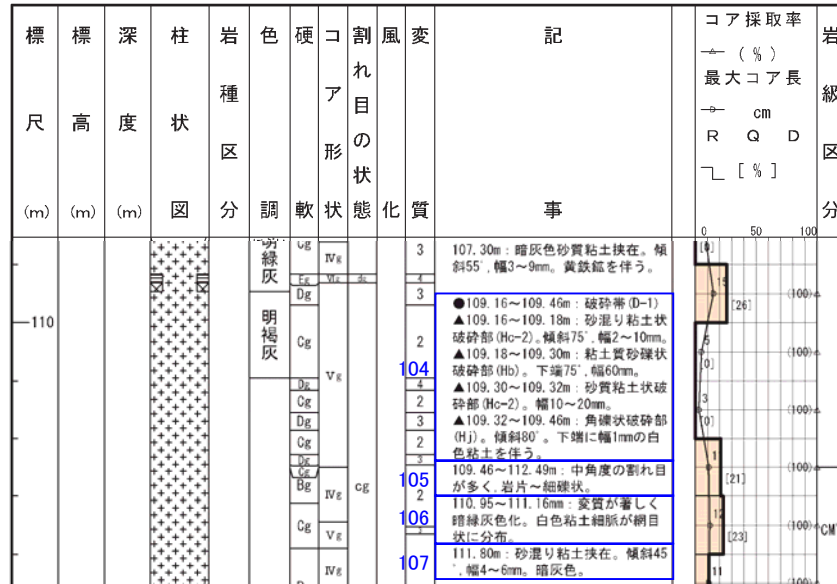 標尺(m)
標高(m)
深度(m)
柱状図
岩種区分
色調
硬軟
コア形状
割れ目の状態
風化
変質
記事
コア採取率
(%)
最大コア長
cm
R Q D
[%]
岩級区分
0 50 100
107.30m:暗灰色砂質粘土挟在。傾
斜55゜,幅3~9mm。黄鉄鉱を伴う。
●109.16~109.46m:破砕帯(D-1)
▲109.16~109.18m:砂混り粘土状
破砕部(Hc-2)。傾斜75゜,幅2~10mm。
▲109.18~109.30m:粘土質砂礫状
破砕部(Hb)。下端75゜,幅60mm。
▲109.30~109.32m:砂質粘土状破
砕部(Hc-2)。幅10~20mm。
▲109.32~109.46m:角礫状破砕部
(Hj)。傾斜80゜。下端に幅1mmの白
色粘土を伴う。
109.46~112.49m:中角度の割れ目
が多く,岩片~細礫状。
110.95~111.16mm:変質が著しく
暗緑灰色化。白色粘土細脈が網目
状に分布。
111.80m:砂混り粘土挟在。傾斜45
゜,幅4~6mm。暗灰色。
104
105
106
107
110
明緑灰
明褐灰
Cg
Eg
Dg
Cg
Dg
Cg
Dg
Cg
Dg
Cg
Bg
Cg
Ⅳg
Ⅵg
Ⅴg
Ⅳg
Ⅴg
Ⅳg
dg
cg
3
4
3
2
4
2
3
2
3
2
[0]
15
(100)
[26]
5
(100)
[0]
3
(100)
[0]
(100)
[21]
12
(100)
[23]
11